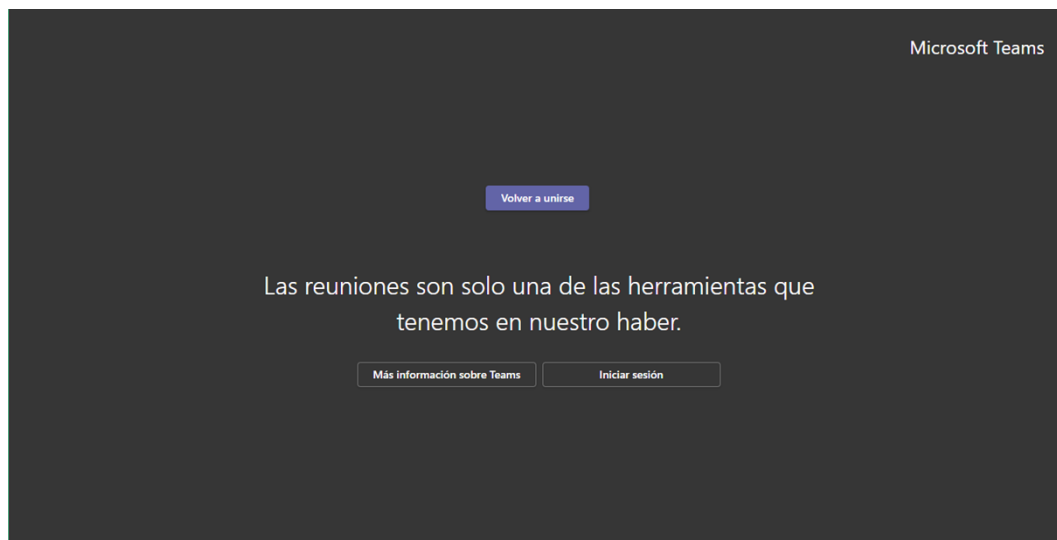 Microsoft Teams
Volver a unirse
Las reuniones son solo una de las herramientas que
tenemos en nuestro haber.
Más información sobre Teams
Iniciar sesión